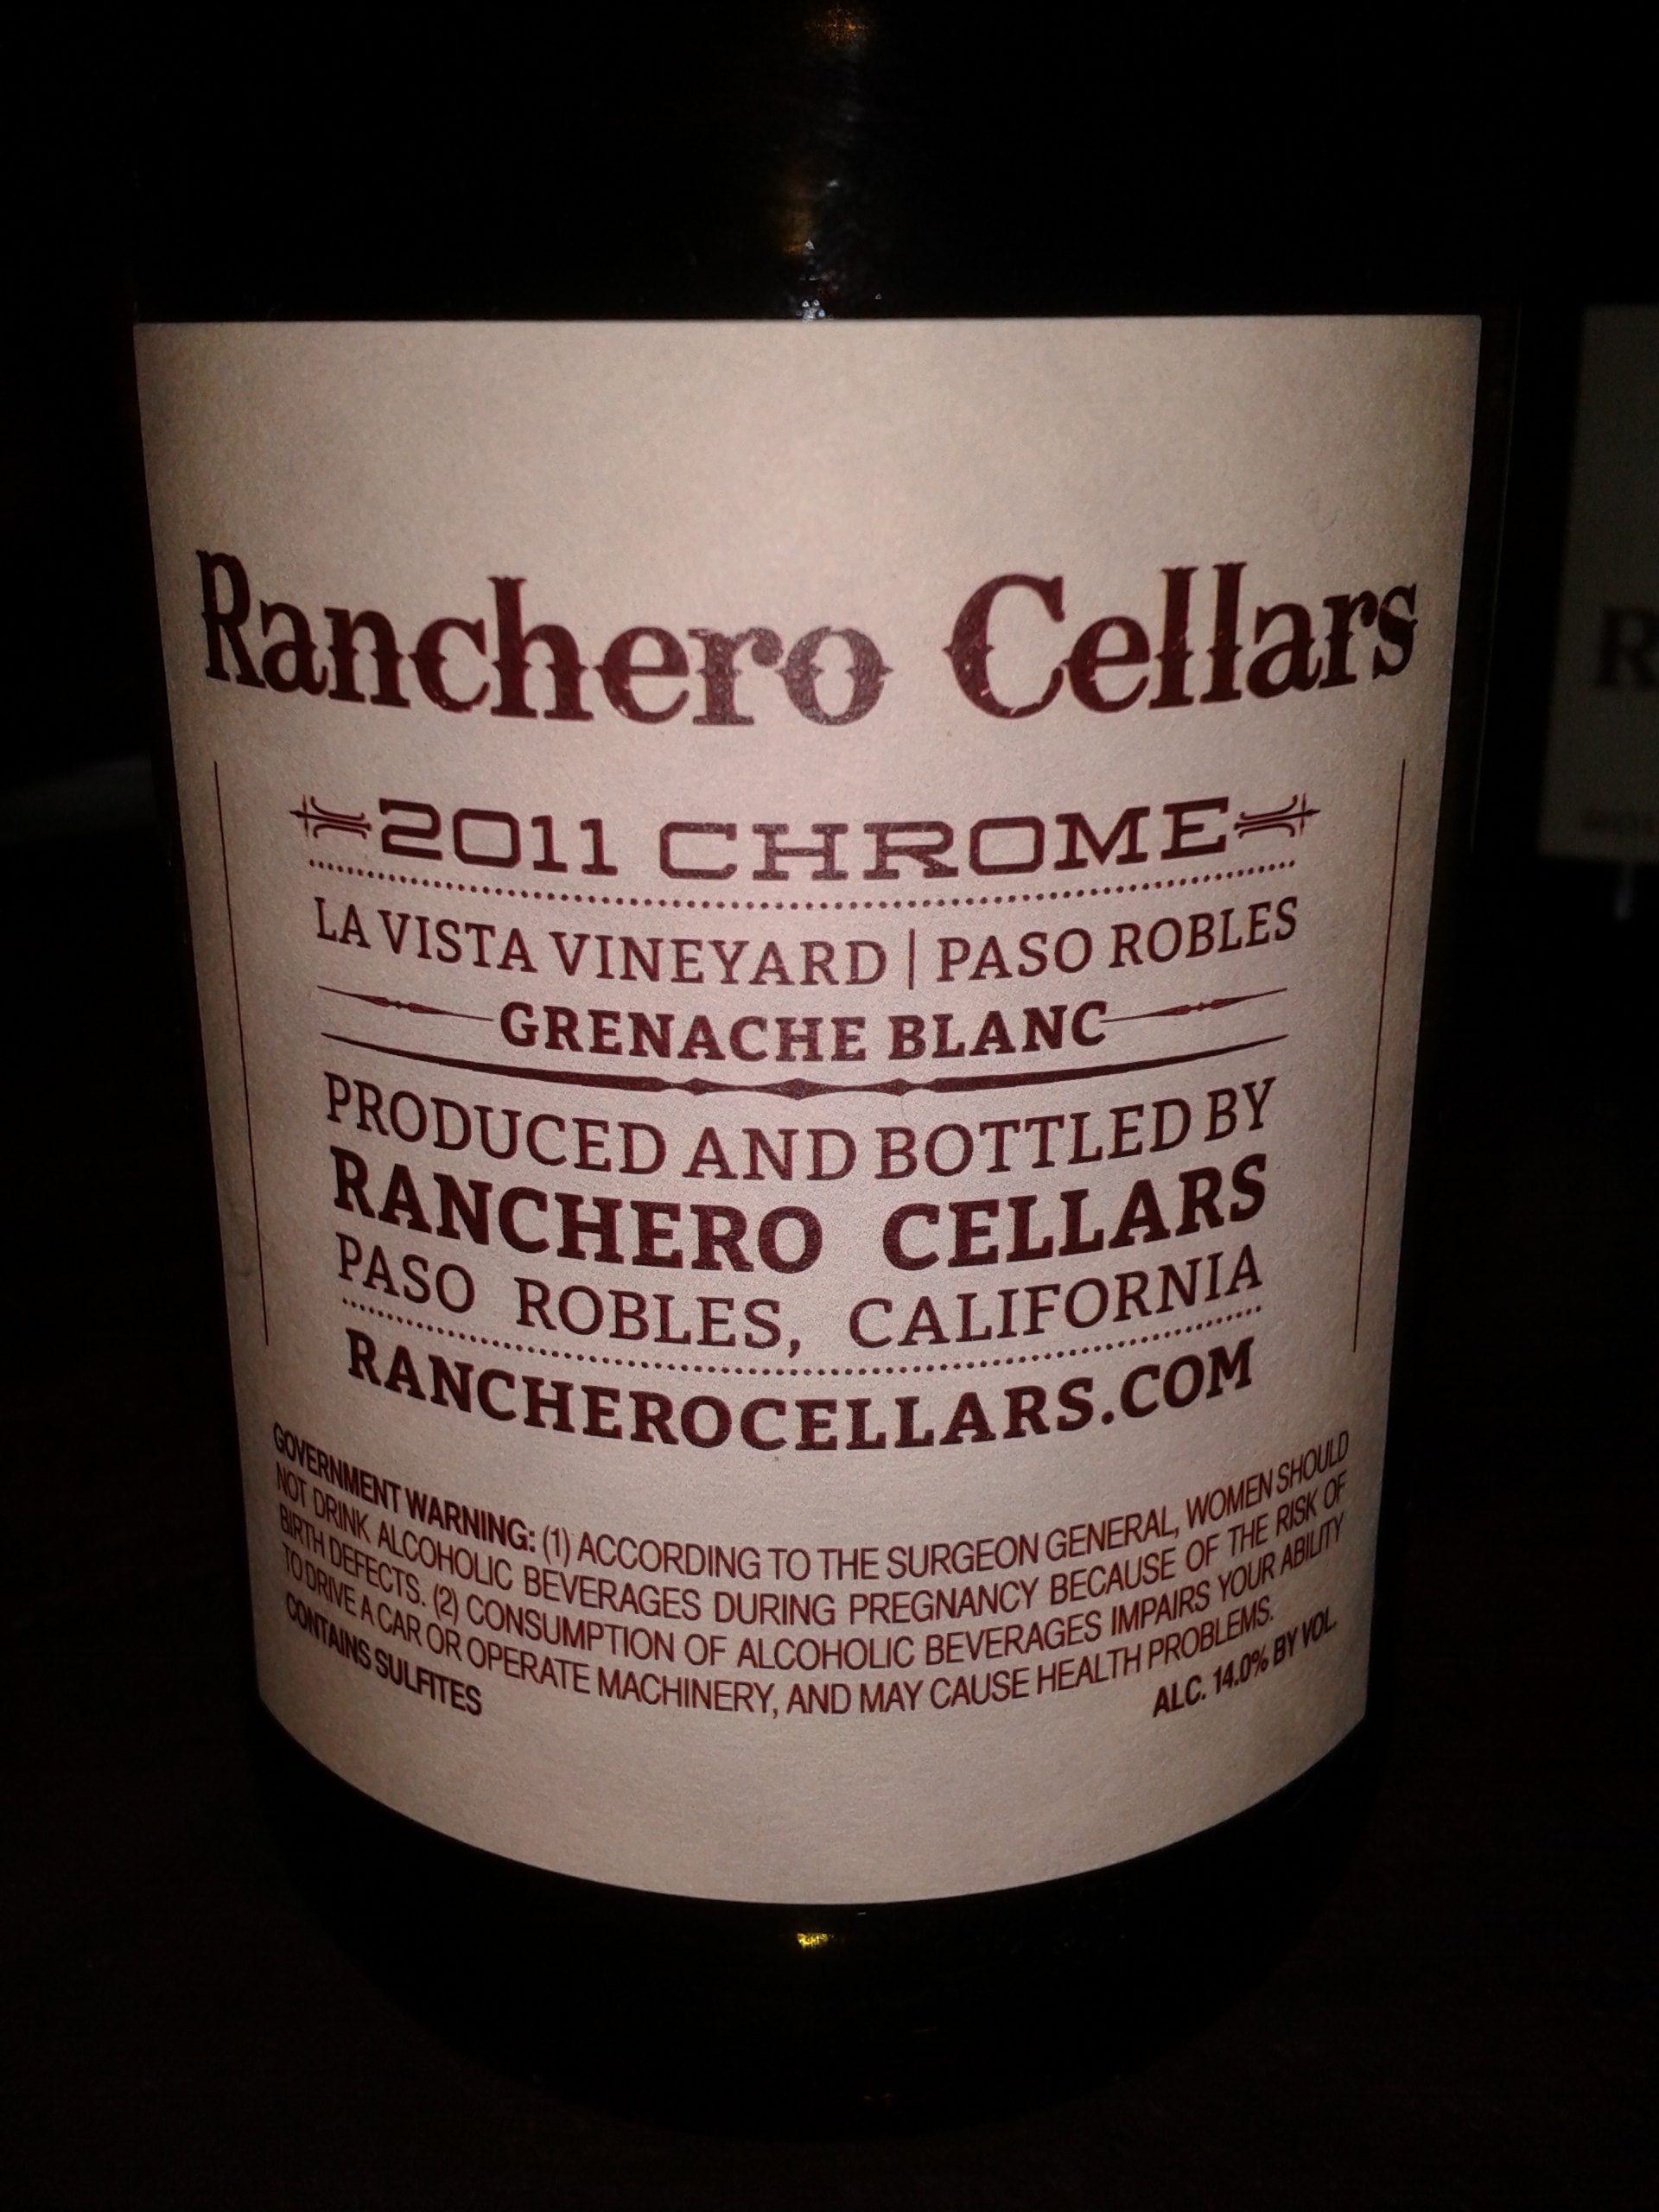 Ranchero Cellars
2011 CHROME
LA VISTA VINEYARD | PASO ROBLES
GRENACHE BLANC
PRODUCED AND BOTTLED BY
RANCHERO CELLARS
PASO ROBLES, CALIFORNIA
RANCHEROCELLARS.COM
GOVERNMENT WARNING: (1) ACCORDING TO THE SURGEON GENERAL, WOMEN SHOULD
NOT DRINK ALCOHOLIC BEVERAGES DURING PREGNANCY BECAUSE OF THE RISK OF
BIRTH DEFECTS. (2) CONSUMPTION OF ALCOHOLIC BEVERAGES IMPAIRS YOUR ABILITY
TO DRIVE A CAR OR OPERATE MACHINERY, AND MAY CAUSE HEALTH PROBLEMS.
CONTAINS SULFITES ALC. 14.0% BY VOL.